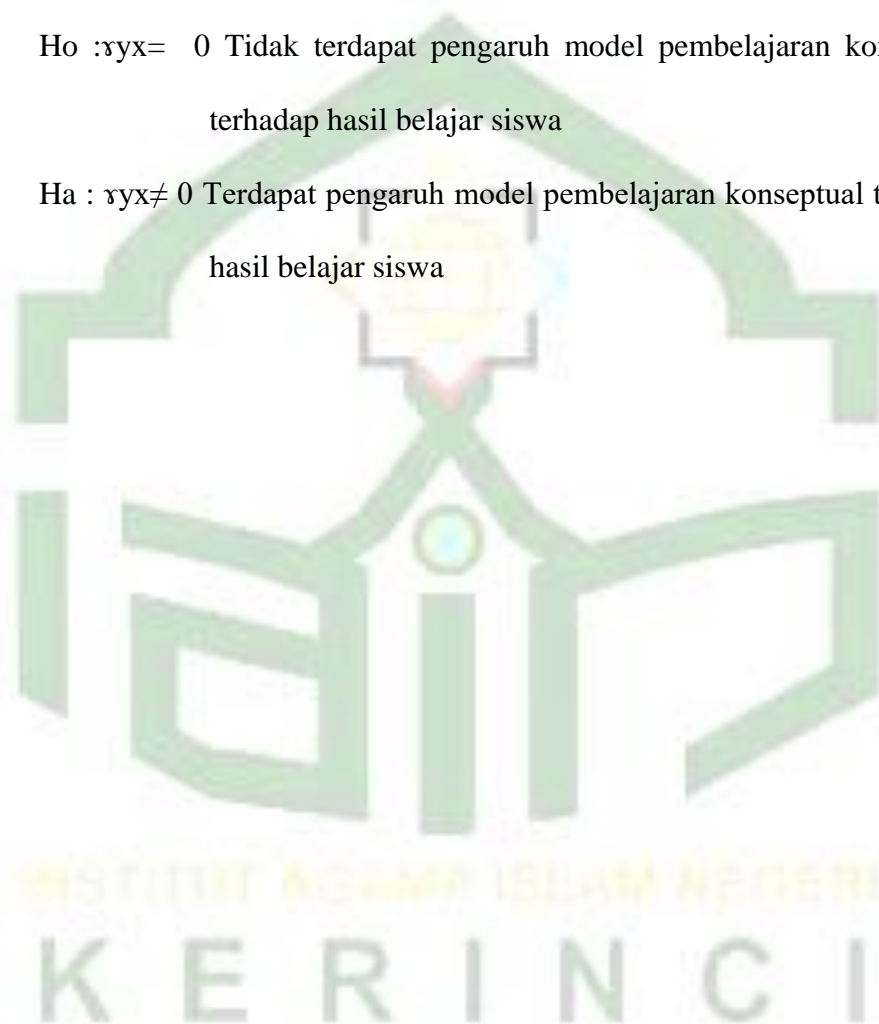 Ho :ɤyx= 0 Tidak terdapat pengaruh model pembelajaran
terhadap hasil belajar siswa
Ha : ɤyx≠ 0 Terdapat pengaruh model pembelajaran konseptual
hasil belajar siswa
INSTITUT AGAMA ISLAM NEGERI
KERINCI